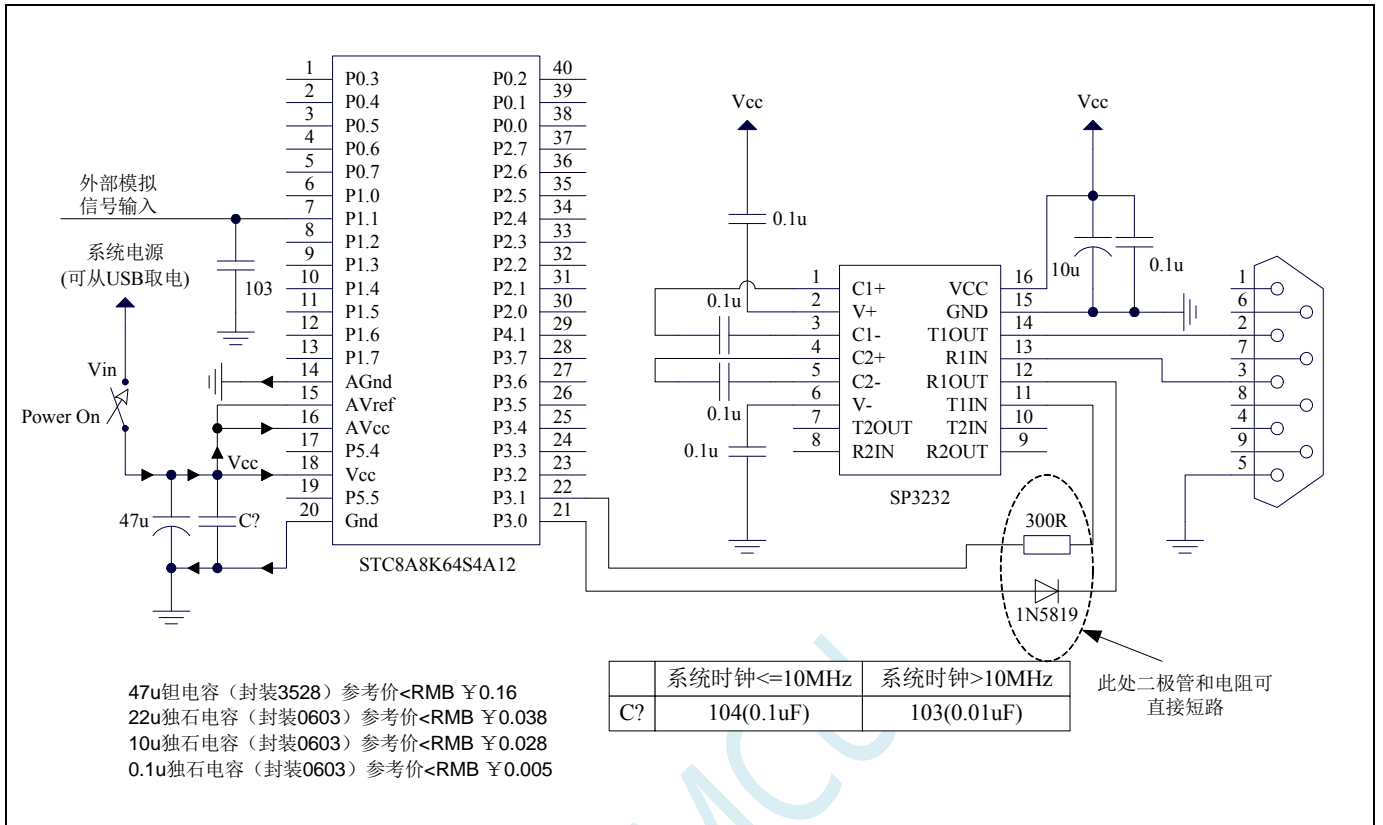 外部模拟
信号输入
系统电源
(可从USB取电)
Vin
Power On
103
Vcc
47u
C?
1 P0.3 P0.2 40
2 P0.4 P0.1 39
3 P0.5 P0.0 38
4 P0.6 P2.7 37
5 P0.7 P2.6 36
6 P1.0 P2.5 35
7 P1.1 P2.4 34
8 P1.2 P2.3 33
9 P1.3 P2.2 32
10 P1.4 P2.1 31
11 P1.5 P2.0 30
12 P1.6 P4.1 29
13 P1.7 P3.7 28
14 AGnd P3.6 27
15 AVref P3.5 26
16 AVcc P3.4 25
17 P5.4 P3.3 24
18 Vcc P3.2 23
19 P5.5 P3.1 22
20 Gnd P3.0 21
STC8A8K64S4A12
Vcc
0.1u
0.1u
0.1u
0.1u
1 C1+ VCC 16
2 V+ GND 15
3 C1- T1OUT 14
4 C2+ R1IN 13
5 C2- R1OUT 12
6 V- T1IN 11
7 T2OUT T2IN 10
8 R2IN R2OUT 9
SP3232
Vcc
10u
0.1u
1
6
2
7
3
8
4
9
5
300R
1N5819
此处二极管和电阻可
直接短路
系统时钟<=10MHz 系统时钟>10MHz
C? 104(0.1uF) 103(0.01uF)
47u钽电容（封装3528）参考价<RMB ￥0.16
22u独石电容（封装0603）参考价<RMB ￥0.038
10u独石电容（封装0603）参考价<RMB ￥0.028
0.1u独石电容（封装0603）参考价<RMB ￥0.005
MCU